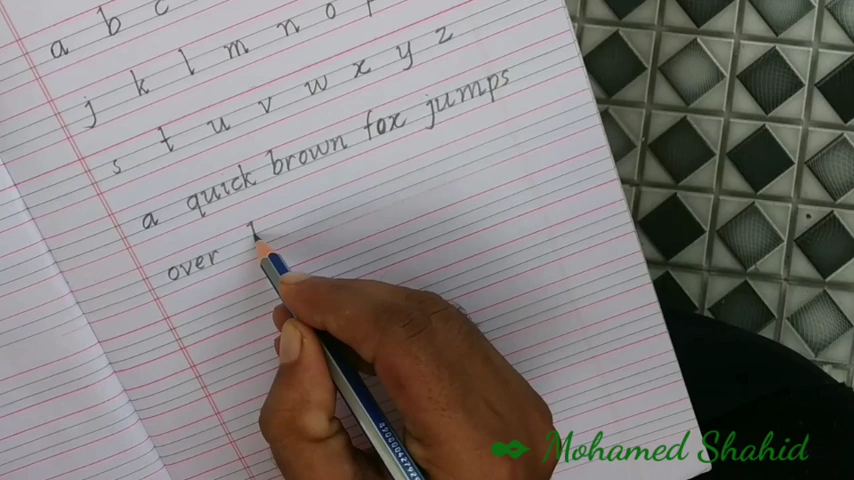 a b c
j k l m n o
s t u v w x y z
a quick brown fox jumps
over
Mohamed Shahid